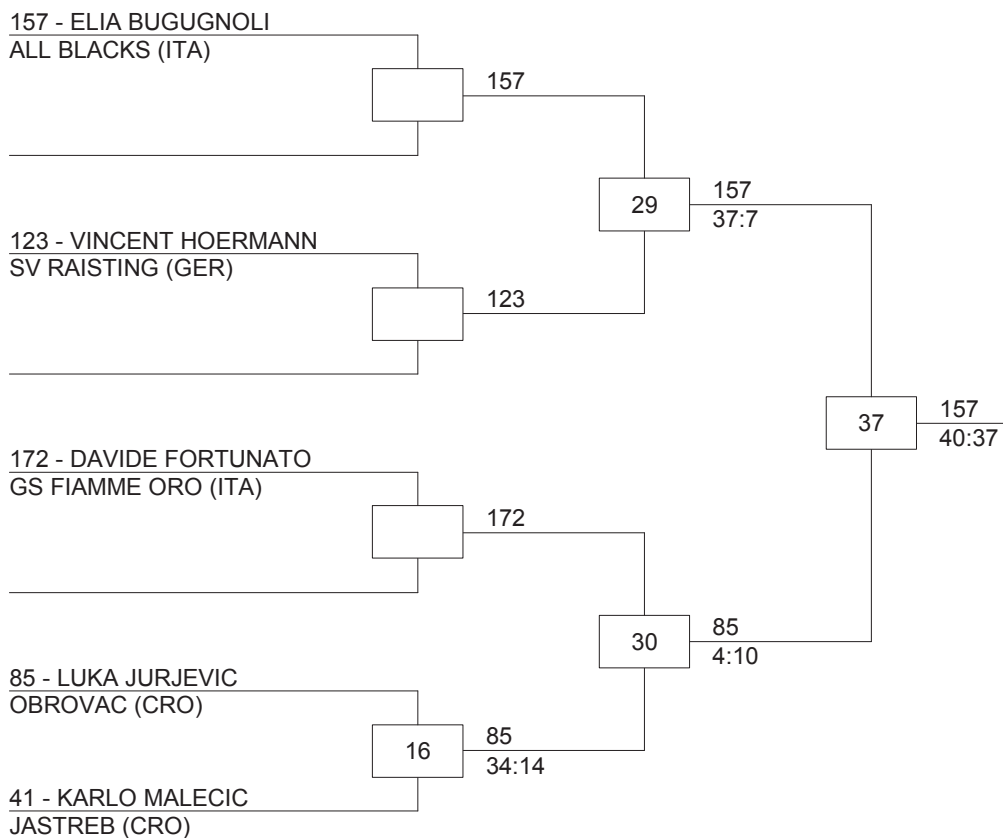 157 - ELIA BUGUGNOLI
ALL BLACKS (ITA)
157
29
157
37:7
123 - VINCENT HOERMANN
SV RAISTING (GER)
123
37
157
40:37
172 - DAVIDE FORTUNATO
GS FIAMME ORO (ITA)
172
30
85
4:10
85 - LUKA JURJEVIC
OBROVAC (CRO)
16
85
34:14
41 - KARLO MALECIC
JASTREB (CRO)